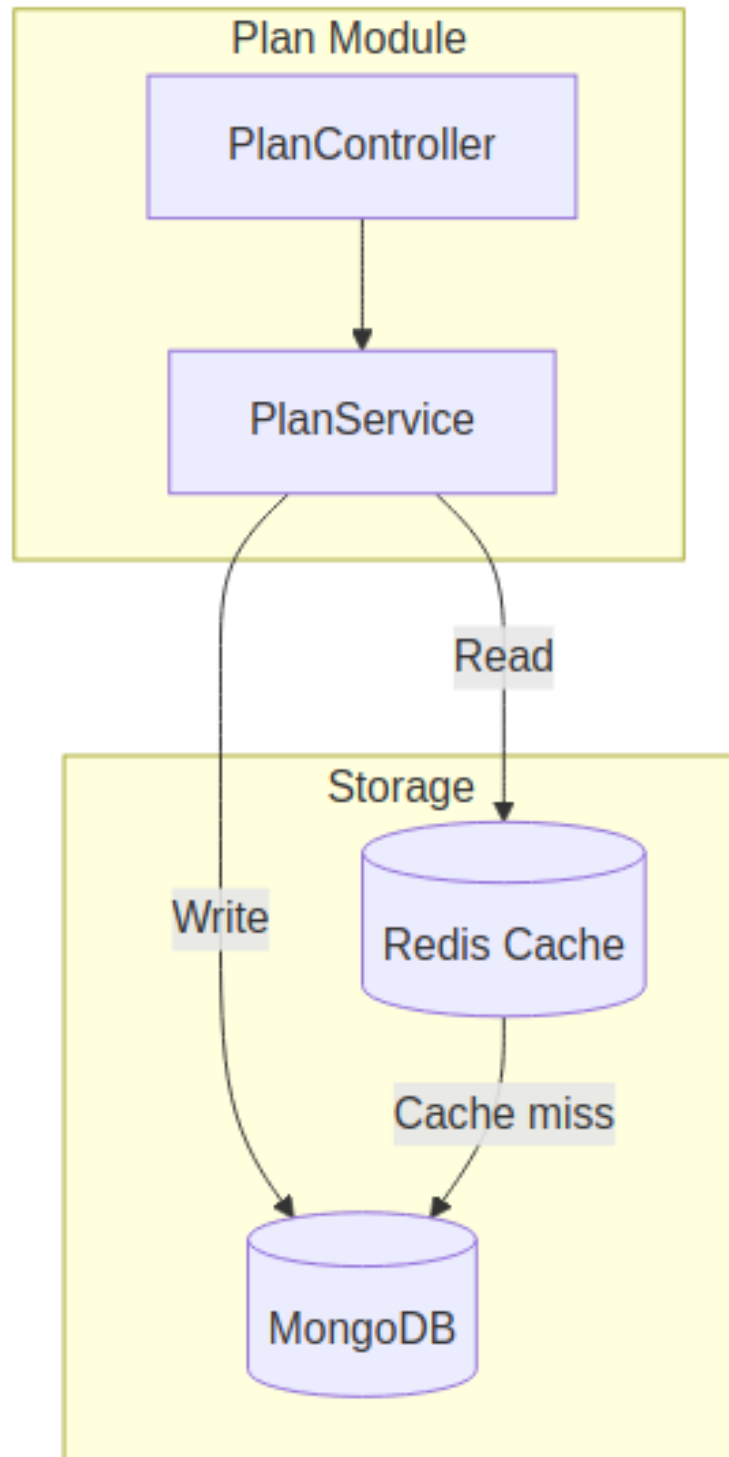 Plan Module
PlanController
PlanService
Read
Storage
Write
Redis Cache
Cache miss
MongoDB